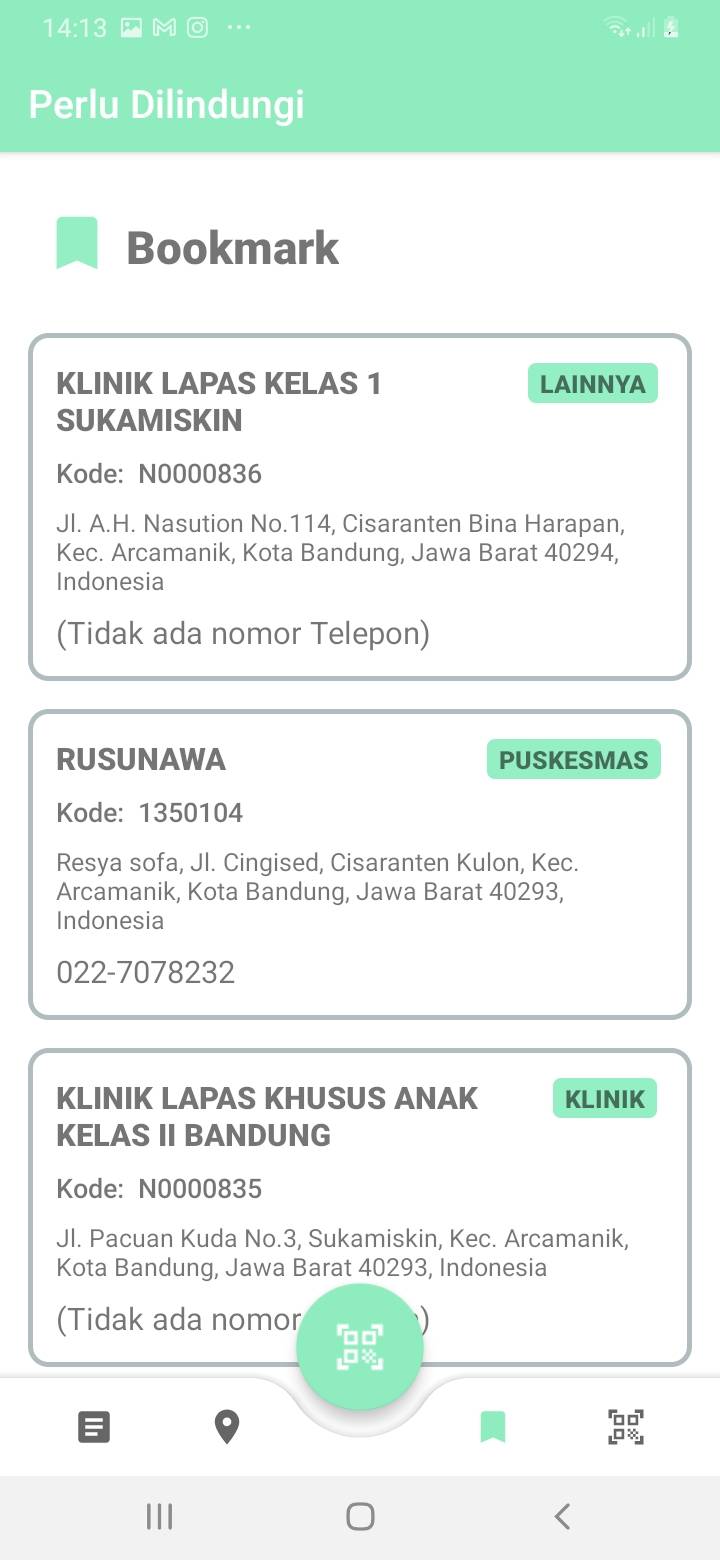 14:13
Perlu Dilindungi
Bookmark
KLINIK LAPAS KELAS 1
SUKAMISKIN
LAINNYA
Kode: N0000836
Jl. A.H. Nasution No.114, Cisaranten Bina Harapan,
Kec. Arcamanik, Kota Bandung, Jawa Barat 40294,
Indonesia
(Tidak ada nomor Telepon)
RUSUNAWA
PUSKESMAS
Kode: 1350104
Resya sofa, Jl. Cingised, Cisaranten Kulon, Kec.
Arcamanik, Kota Bandung, Jawa Barat 40293,
Indonesia
022-7078232
KLINIK LAPAS KHUSUS ANAK
KELAS II BANDUNG
KLINIK
Kode: N0000835
Jl. Pacuan Kuda No.3, Sukamiskin, Kec. Arcamanik,
Kota Bandung, Jawa Barat 40293, Indonesia
(Tidak ada nomor )